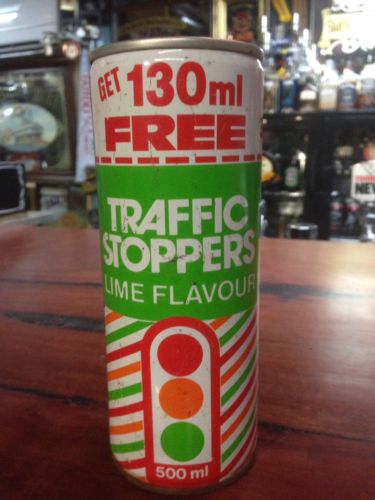 GET 130ml
FREE
TRAFFIC
STOPPERS
LIME FLAVOUR
500 ml